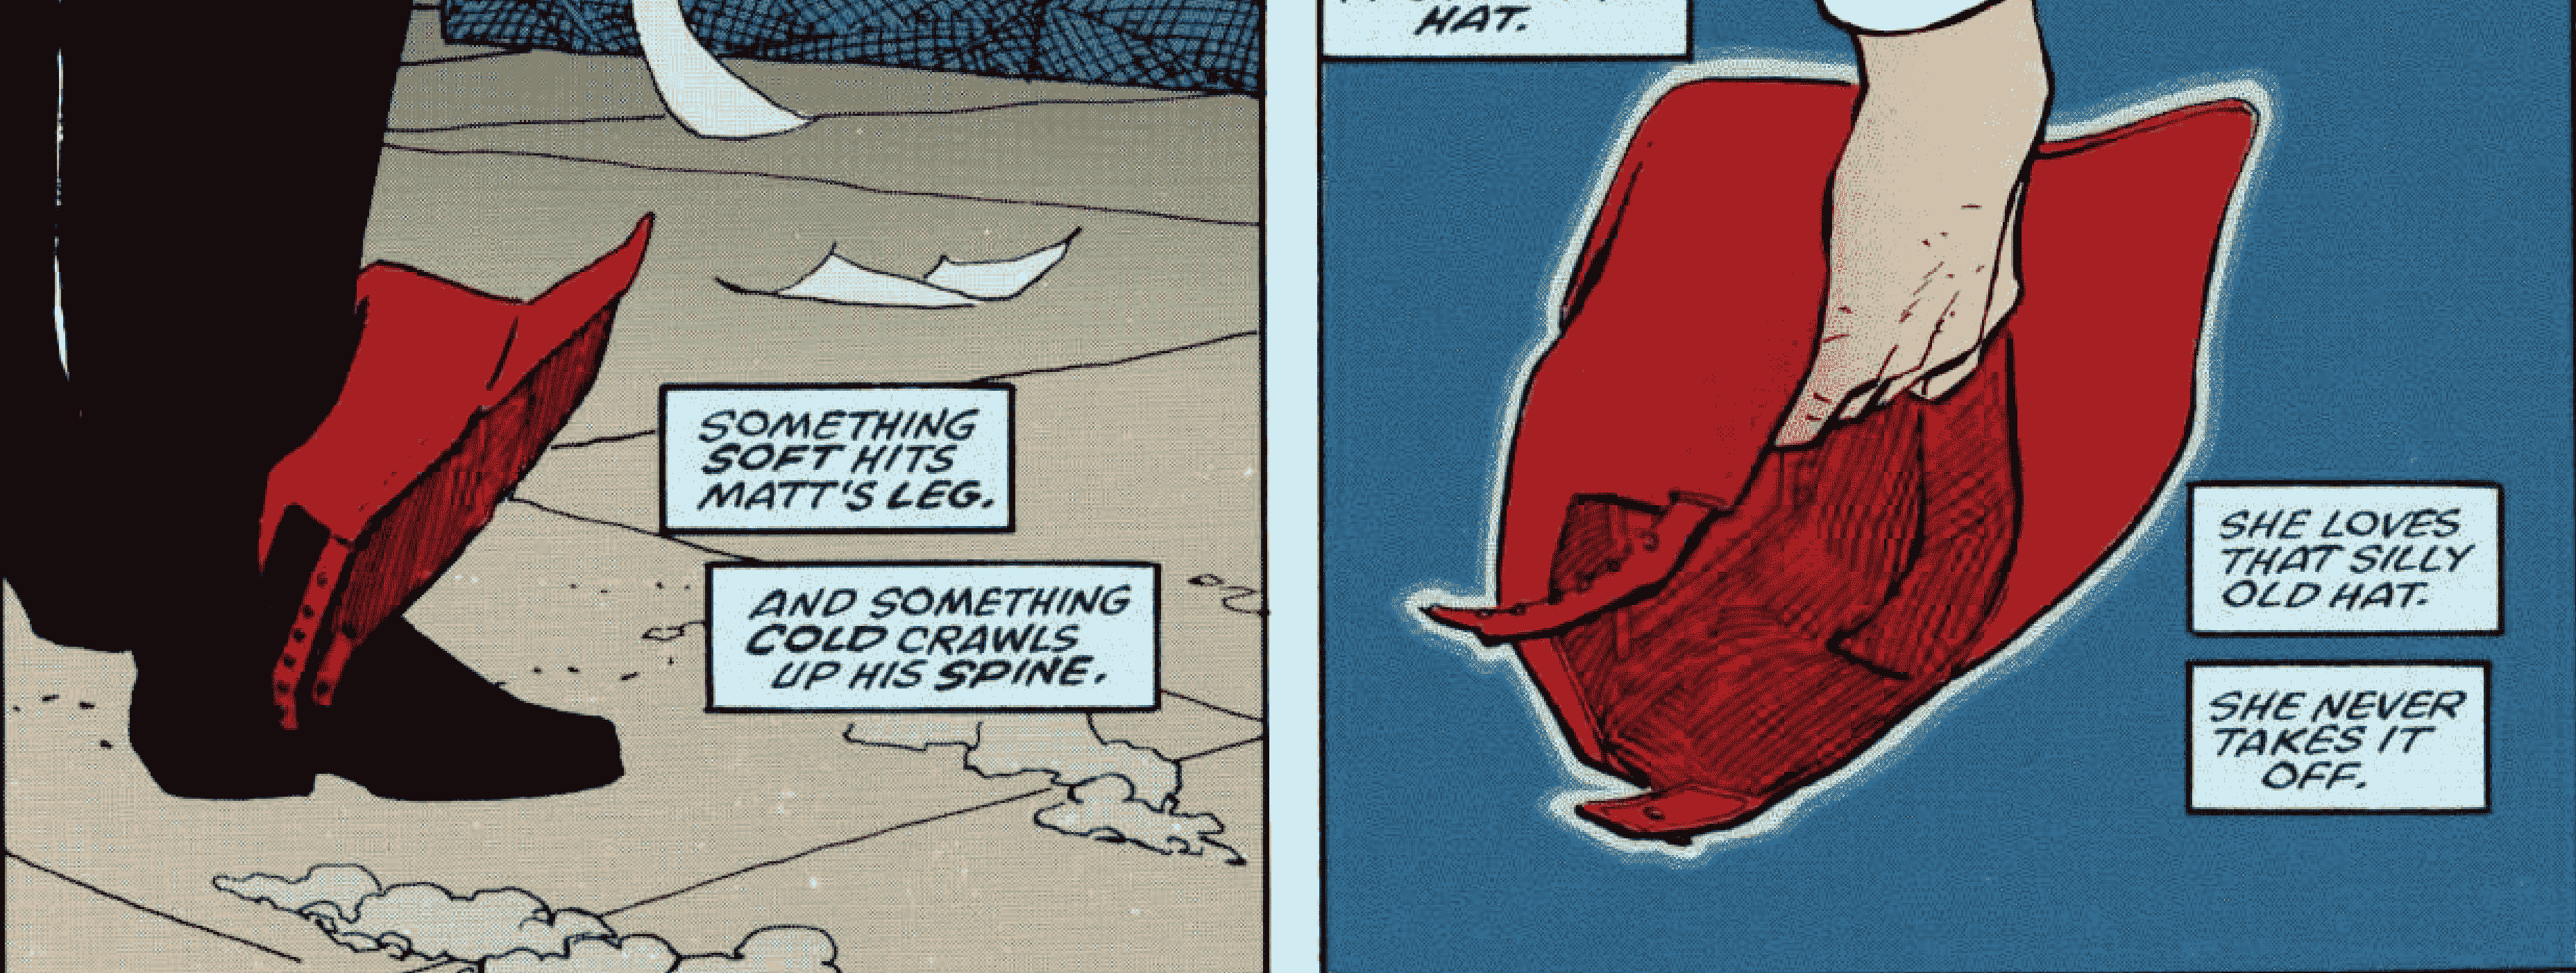 SOMETHING
SOFT HITS
MATT'S LEG.
AND SOMETHING
COLD CRAWLS
UP HIS SPINE.
HAT.
SHE LOVES
THAT SILLY
OLD HAT.
SHE NEVER
TAKES IT
OFF.